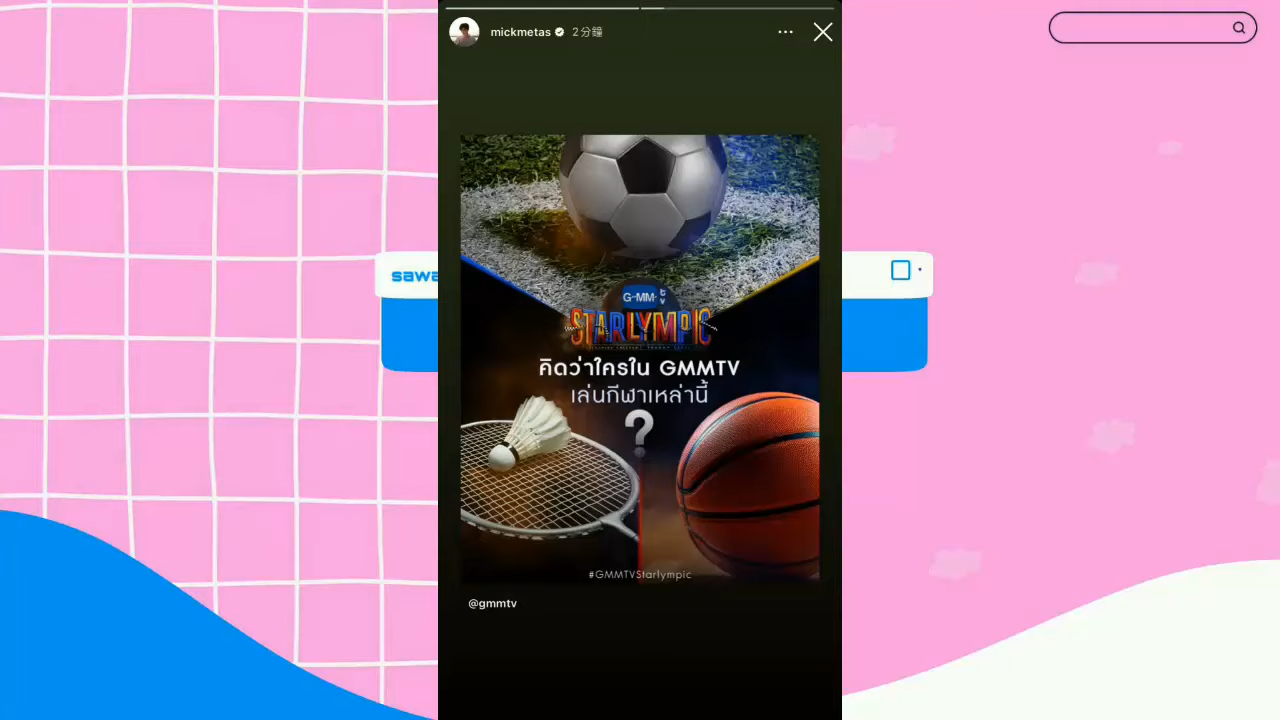 mickmetas 2分鐘
sawa
G-MM-tv
STARLYMPIC
คิดว่าใครใน GMMTV
เล่นกีฬาเหล่านี้
?
#GMMTVStarlympic
@gmmtv